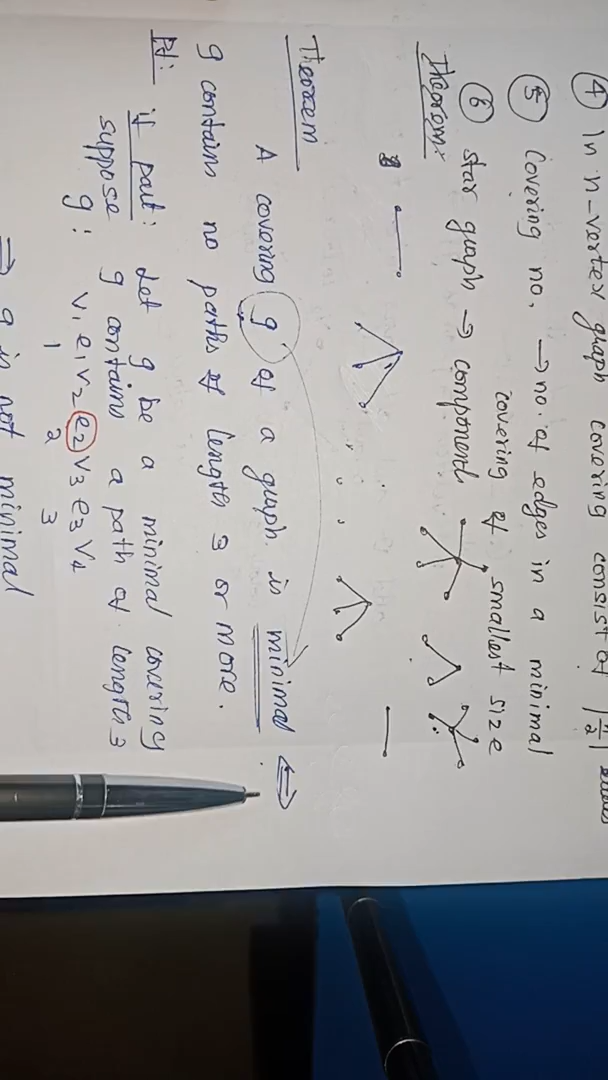 ④ In n-vertex graph covering consist of ⌈n/2⌉ edges
⑤ Covering no. → no. of edges in a minimal
covering of smallest size
⑥ star graph → component
Theorem:
Theorem
A covering g of a graph is minimal ⇔
g contains no paths of length 3 or more.
Pf: if part: Let g be a minimal covering
suppose g contains a path of length 3
g: v₁ e₁ v₂ e₂ v₃ e₃ v₄
1 2 3
⇒ g is not minimal